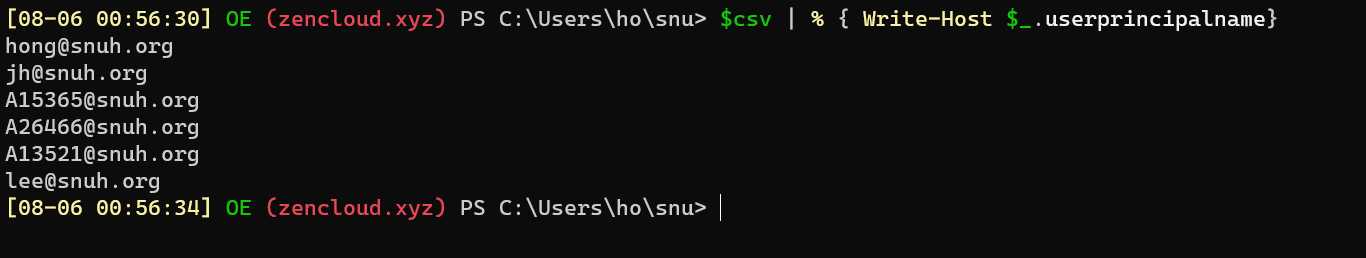 [08-06 00:56:30] OE (zencloud.xyz) PS C:\Users\ho\snu> $csv | % { Write-Host $_.userprincipalname}
hong@snuh.org
jh@snuh.org
A15365@snuh.org
A26466@snuh.org
A13521@snuh.org
lee@snuh.org
[08-06 00:56:34] OE (zencloud.xyz) PS C:\Users\ho\snu>